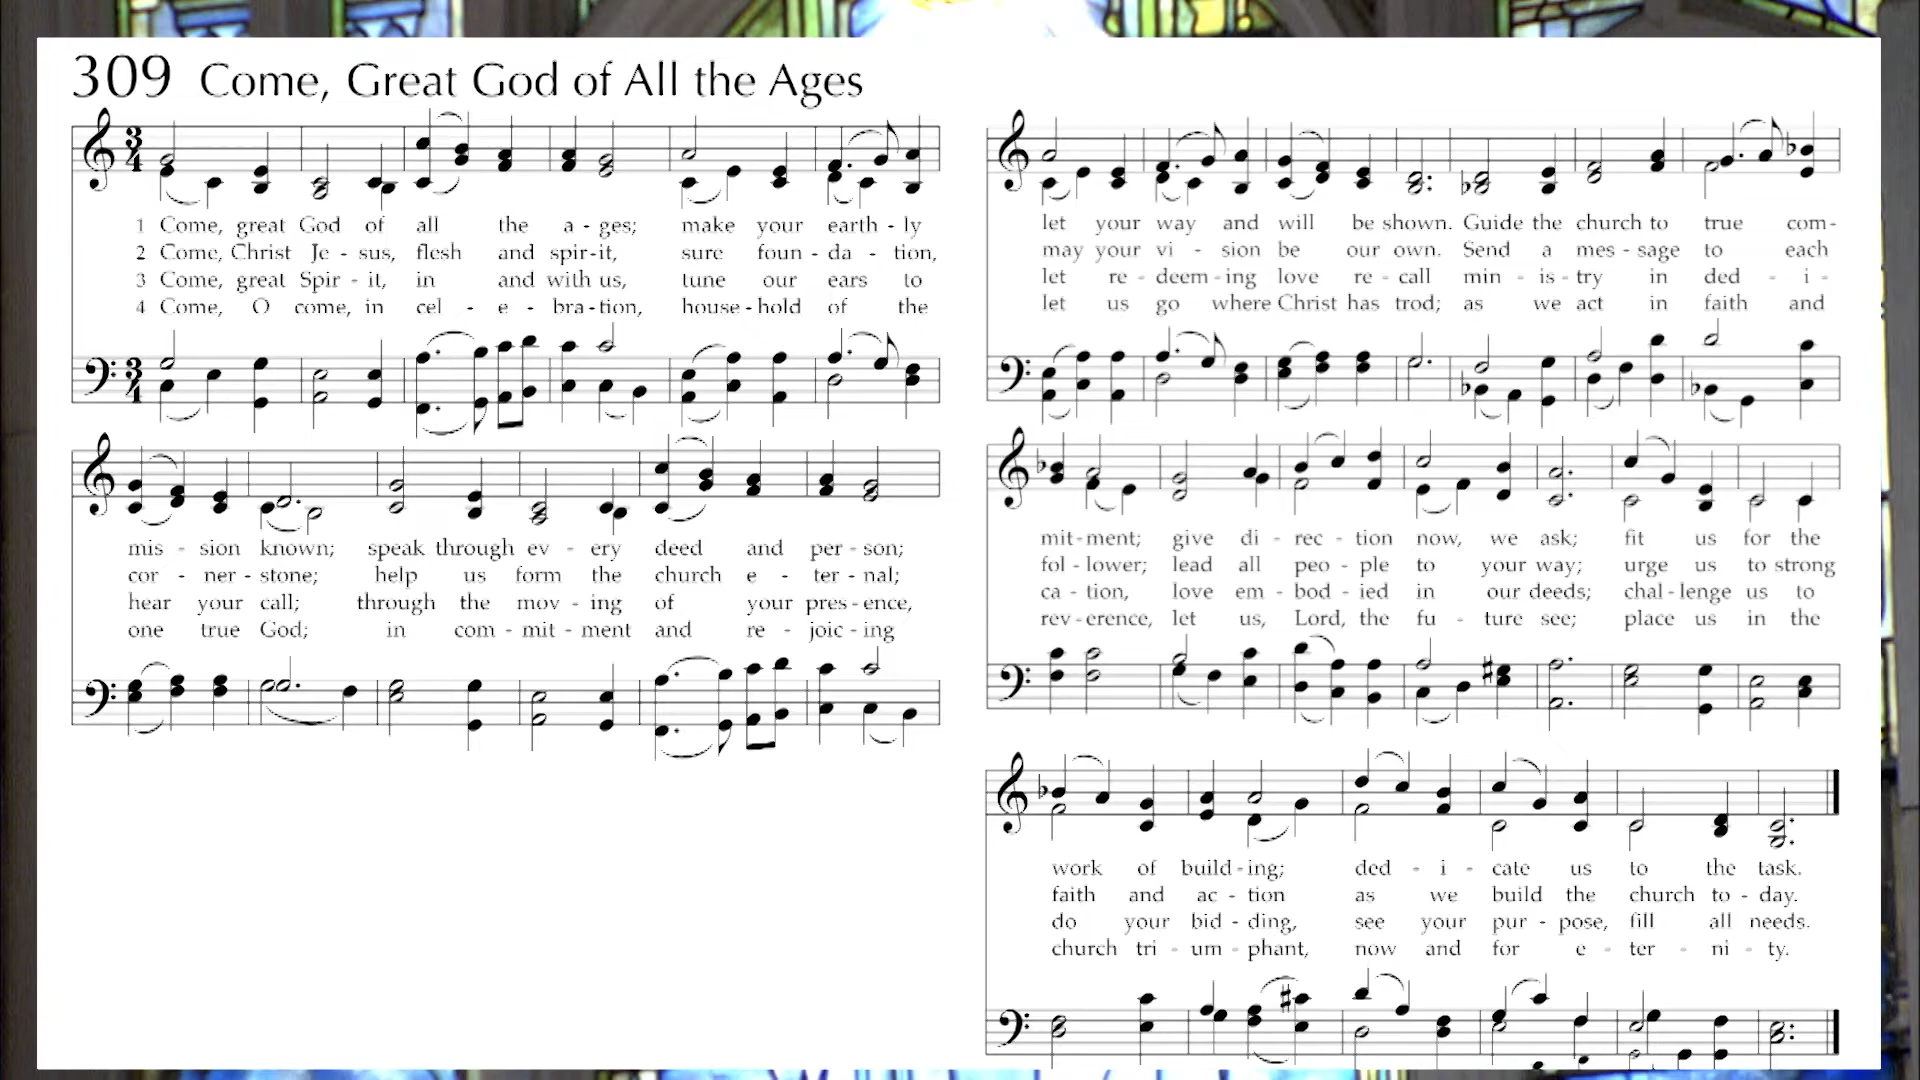 309 Come, Great God of All the Ages
1 Come, great God of all the a - ges; make your earth - ly
2 Come, Christ Je - sus, flesh and spir - it, sure foun - da - tion,
3 Come, great Spir - it, in and with us, tune our ears to
4 Come, O come, in cel - e - bra - tion, house - hold of the
mis - sion known; speak through ev - ery deed and per - son;
cor - ner - stone; help us form the church e - ter - nal;
hear your call; through the mov - ing of your pres - ence,
one true God; in com - mit - ment and re - joic - ing
let your way and will be shown. Guide the church to true com-
may your vi - sion be our own. Send a mes - sage to each
let re - deem - ing love re - call min - is - try in ded - i -
let us go where Christ has trod; as we act in faith and
mit - ment; give di - rec - tion now, we ask; fit us for the
fol - lower; lead all peo - ple to your way; urge us to strong
ca - tion, love em - bod - ied in our deeds; chal - lenge us to
rev - erence, let us, Lord, the fu - ture see; place us in the
work of build - ing; ded - i - cate us to the task.
faith and ac - tion as we build the church to - day.
do your bid - ding, see your pur - pose, fill all needs.
church tri - um - phant, now and for e - ter - ni - ty.